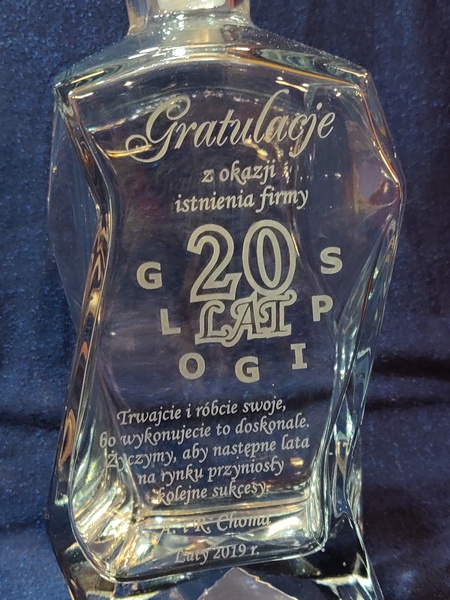 Gratulacje
z okazji
istnienia firmy
20
LAT
G L O G I P S
Trwajcie i róbcie swoje,
bo wykonujecie to doskonale.
Życzymy, aby następne lata
na rynku przyniosły
kolejne sukcesy.
A. i R. Choma
Luty 2019 r.